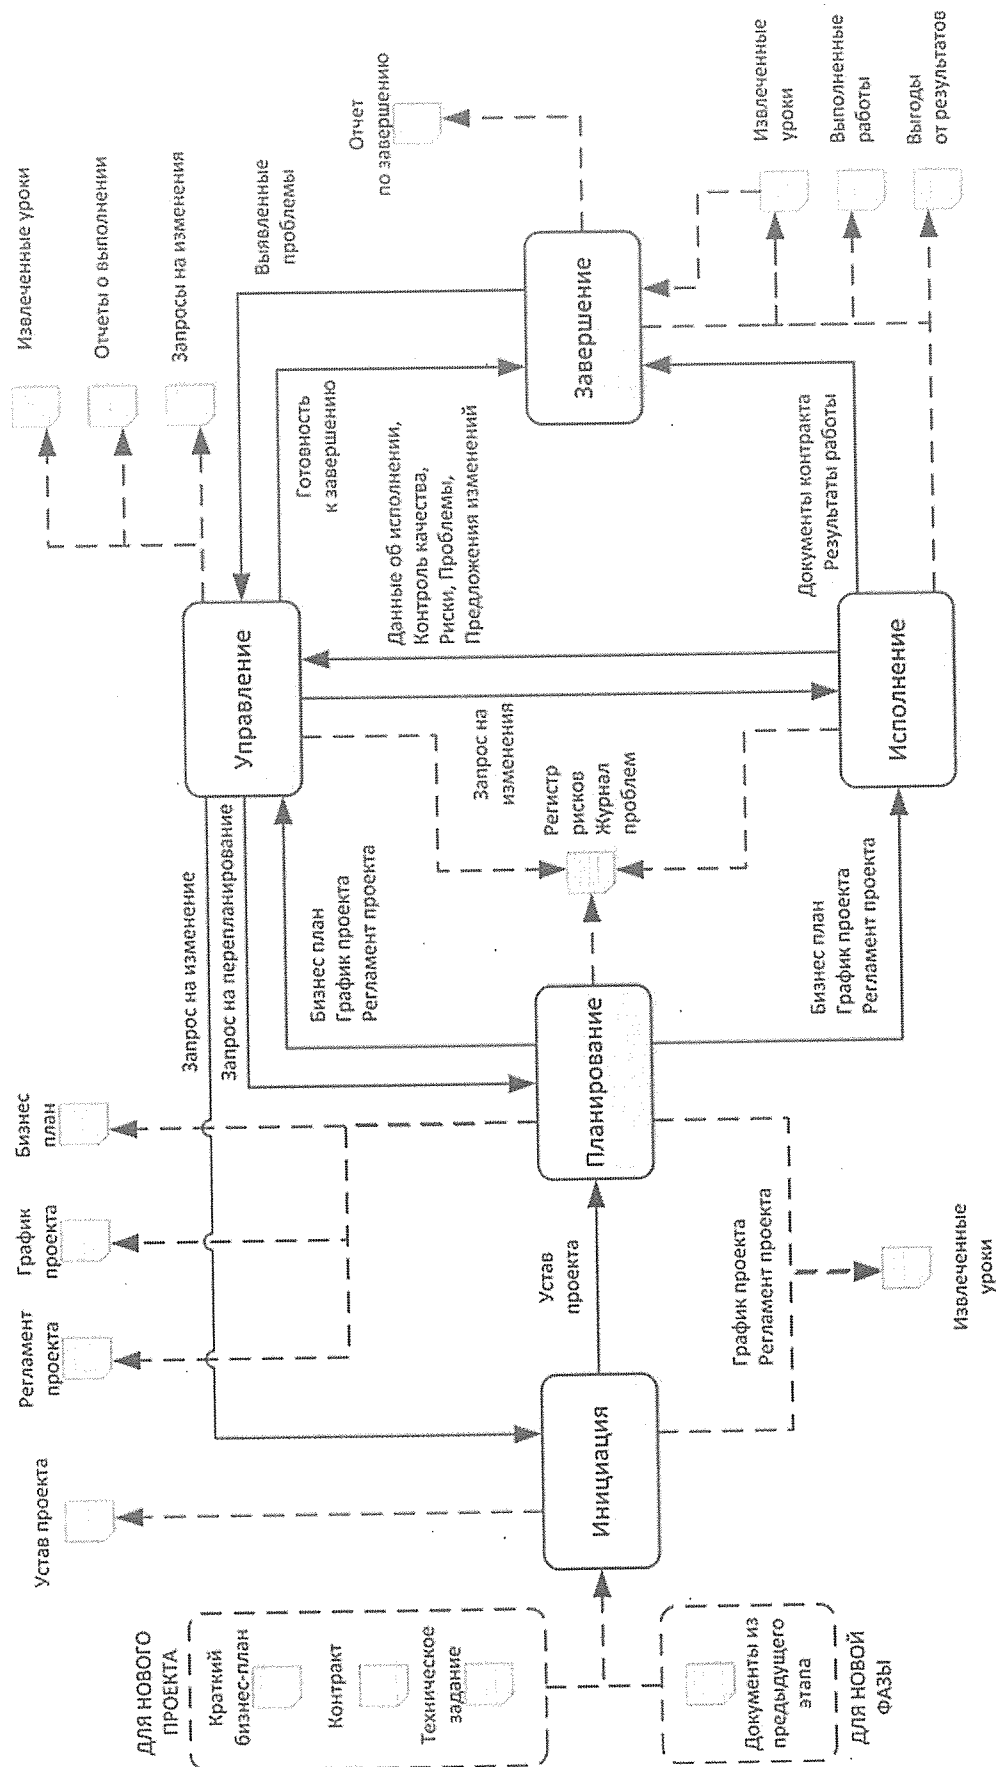 ДЛЯ НОВОГО
ПРОЕКТА
Краткий
бизнес-план
Контракт
Техническое
задание
Документы из
предыдущего
этапа
ДЛЯ НОВОЙ
ФАЗЫ
Устав проекта
Регламент
проекта
График
проекта
Бизнес
план
Инициация
Устав
проекта
График проекта
Регламент проекта
Извлеченные
уроки
Планирование
Запрос на изменение
Запрос на перепланирование
Бизнес план
График проекта
Регламент проекта
Бизнес план
График проекта
Регламент проекта
Регистр
рисков
Журнал
проблем
Управление
Запрос на
изменения
Исполнение
Данные об исполнении,
Контроль качества,
Риски, Проблемы,
Предложения изменений
Готовность
к завершению
Выявленные
проблемы
Документы контракта
Результаты работы
Завершение
Извлеченные уроки
Отчеты о выполнении
Запросы на изменения
Отчет
по завершению
Извлеченные
уроки
Выполненные
работы
Выгоды
от результатов